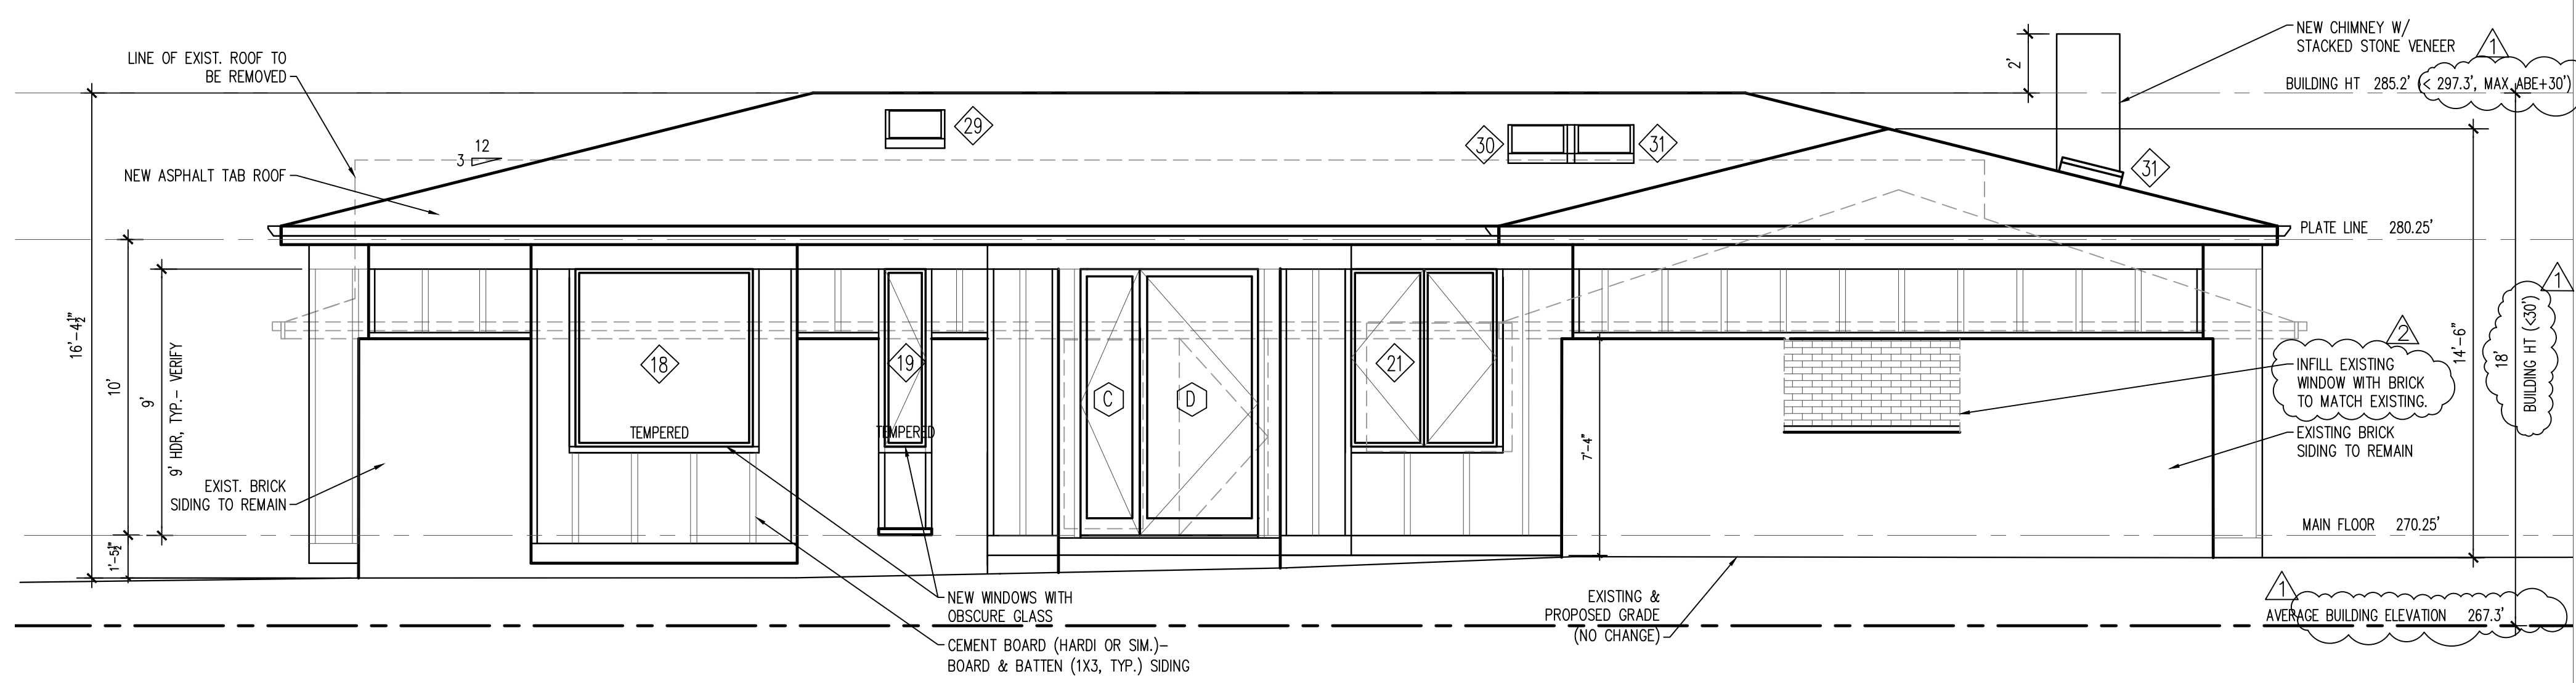 NEW CHIMNEY W/
STACKED STONE VENEER
1
2'
BUILDING HT 285.2' (< 297.3', MAX ABE+30')
LINE OF EXIST. ROOF TO
BE REMOVED
12
3
NEW ASPHALT TAB ROOF
29
30
31
31
PLATE LINE 280.25'
16'-4½"
10'
9'
9' HDR, TYP.- VERIFY
1'-5½"
18
TEMPERED
19
TEMPERED
C
D
21
7'-4"
2
INFILL EXISTING
WINDOW WITH BRICK
TO MATCH EXISTING.
EXISTING BRICK
SIDING TO REMAIN
14'-6"
18'
BUILDING HT (<30')
1
EXIST. BRICK
SIDING TO REMAIN
MAIN FLOOR 270.25'
NEW WINDOWS WITH
OBSCURE GLASS
CEMENT BOARD (HARDI OR SIM.)-
BOARD & BATTEN (1X3, TYP.) SIDING
EXISTING &
PROPOSED GRADE
(NO CHANGE)
1
AVERAGE BUILDING ELEVATION 267.3'